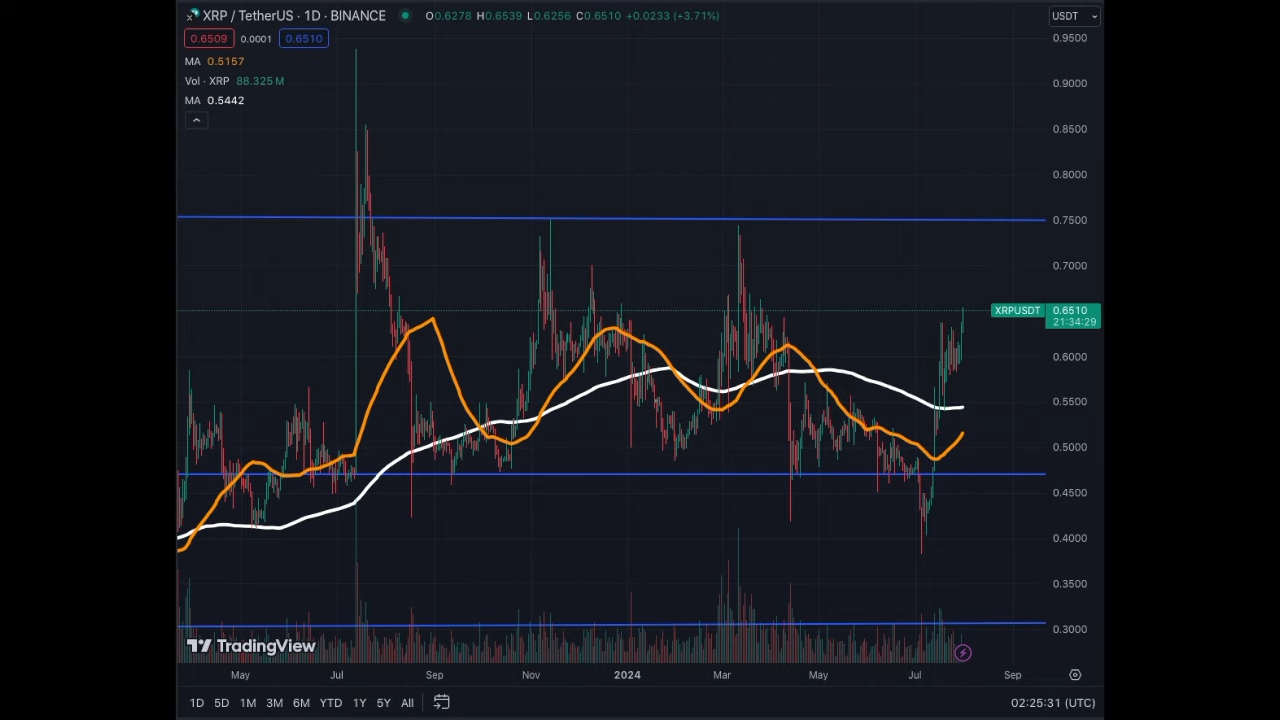 XRP / TetherUS · 1D · BINANCE O0.6278 H0.6539 L0.6256 C0.6510 +0.0233 (+3.71%)
USDT
0.6509 0.0001 0.6510
MA 0.5157
Vol · XRP 88.325 M
MA 0.5442
0.9500
0.9000
0.8500
0.8000
0.7500
0.7000
XRPUSDT 0.6510
21:34:29
0.6000
0.5500
0.5000
0.4500
0.4000
0.3500
0.3000
TradingView
May Jul Sep Nov 2024 Mar May Jul Sep
1D 5D 1M 3M 6M YTD 1Y 5Y All 02:25:31 (UTC)